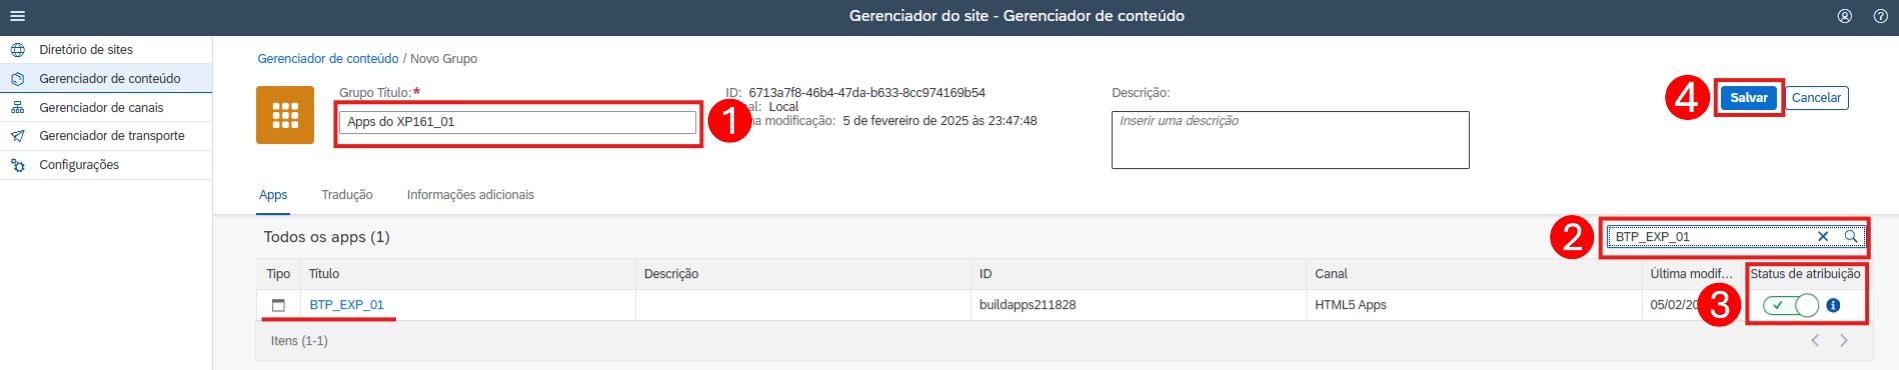 Gerenciador do site - Gerenciador de conteúdo
Diretório de sites
Gerenciador de conteúdo
Gerenciador de canais
Gerenciador de transporte
Configurações
Gerenciador de conteúdo / Novo Grupo
Grupo Título:*
Apps do XP161_01
1
ID: 6713a7f8-46b4-47da-b633-8cc974169b54
al: Local
a modificação: 5 de fevereiro de 2025 às 23:47:48
Descrição:
Inserir uma descrição
4
Salvar
Cancelar
Apps Tradução Informações adicionais
Todos os apps (1)
2
BTP_EXP_01
Tipo Título Descrição ID Canal Última modif... Status de atribuição
BTP_EXP_01 buildapps211828 HTML5 Apps 05/02/20
3
Itens (1-1)